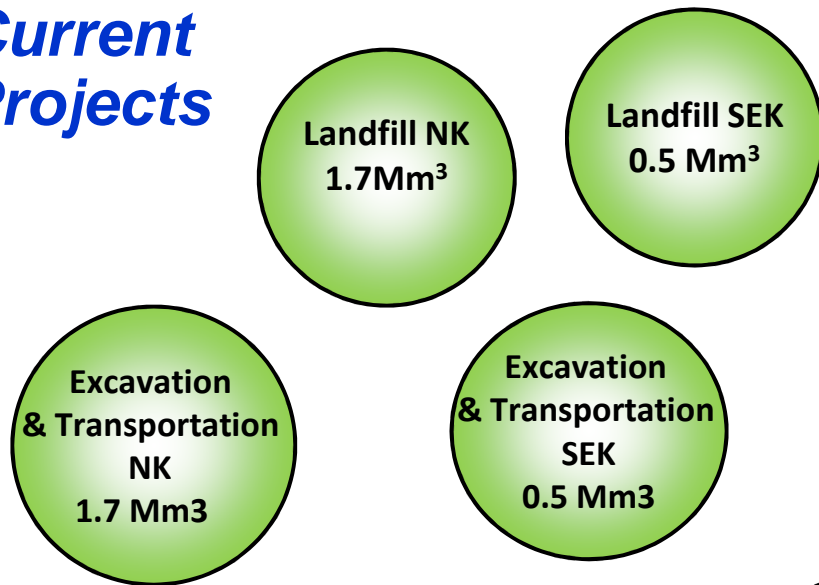 Current
Projects
Landfill NK
1.7Mm³
Landfill SEK
0.5 Mm³
Excavation
& Transportation
NK
1.7 Mm3
Excavation
& Transportation
SEK
0.5 Mm3